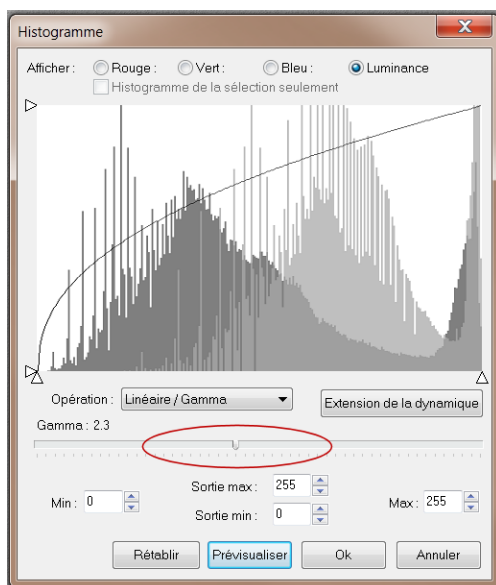 Histogramme
Afficher : Rouge : Vert : Bleu : Luminance
Histogramme de la sélection seulement
Opération : Linéaire / Gamma Extension de la dynamique
Gamma : 2.3
Sortie max : 255
Min : 0 Max : 255
Sortie min : 0
Rétablir Prévisualiser Ok Annuler